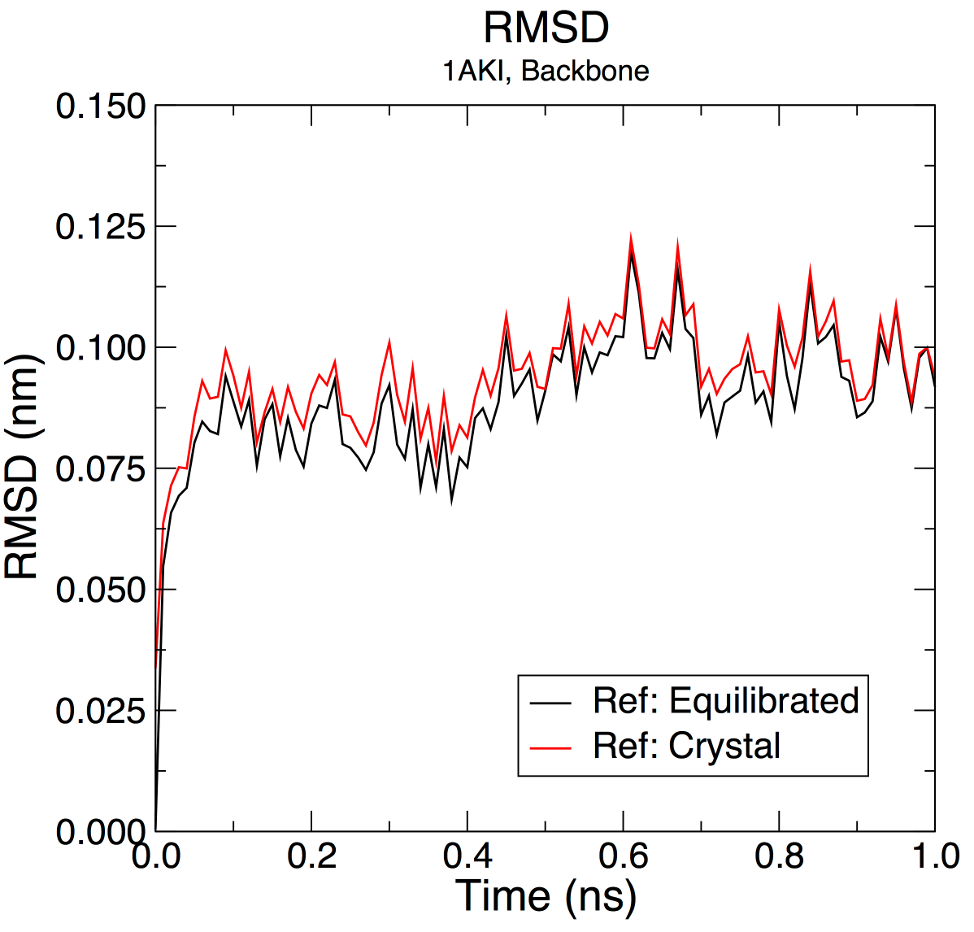 RMSD
1AKI, Backbone
RMSD (nm)
0.150
0.125
0.100
0.075
0.050
0.025
0.000
Ref: Equilibrated
Ref: Crystal
0.0 0.2 0.4 0.6 0.8 1.0
Time (ns)